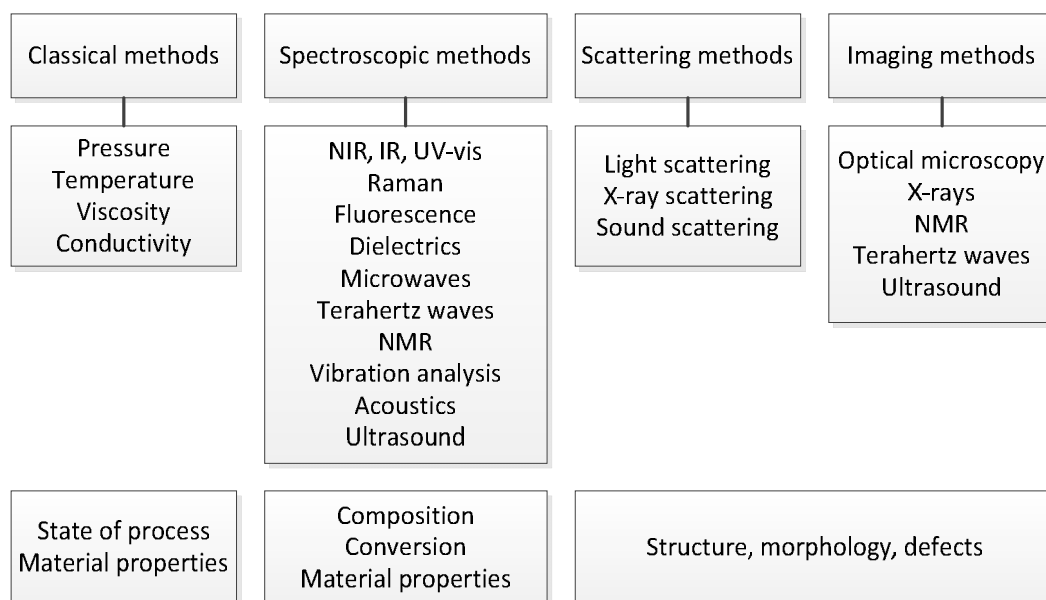 Classical methods
Spectroscopic methods
Scattering methods
Imaging methods
Pressure
Temperature
Viscosity
Conductivity
NIR, IR, UV-vis
Raman
Fluorescence
Dielectrics
Microwaves
Terahertz waves
NMR
Vibration analysis
Acoustics
Ultrasound
Light scattering
X-ray scattering
Sound scattering
Optical microscopy
X-rays
NMR
Terahertz waves
Ultrasound
State of process
Material properties
Composition
Conversion
Material properties
Structure, morphology, defects